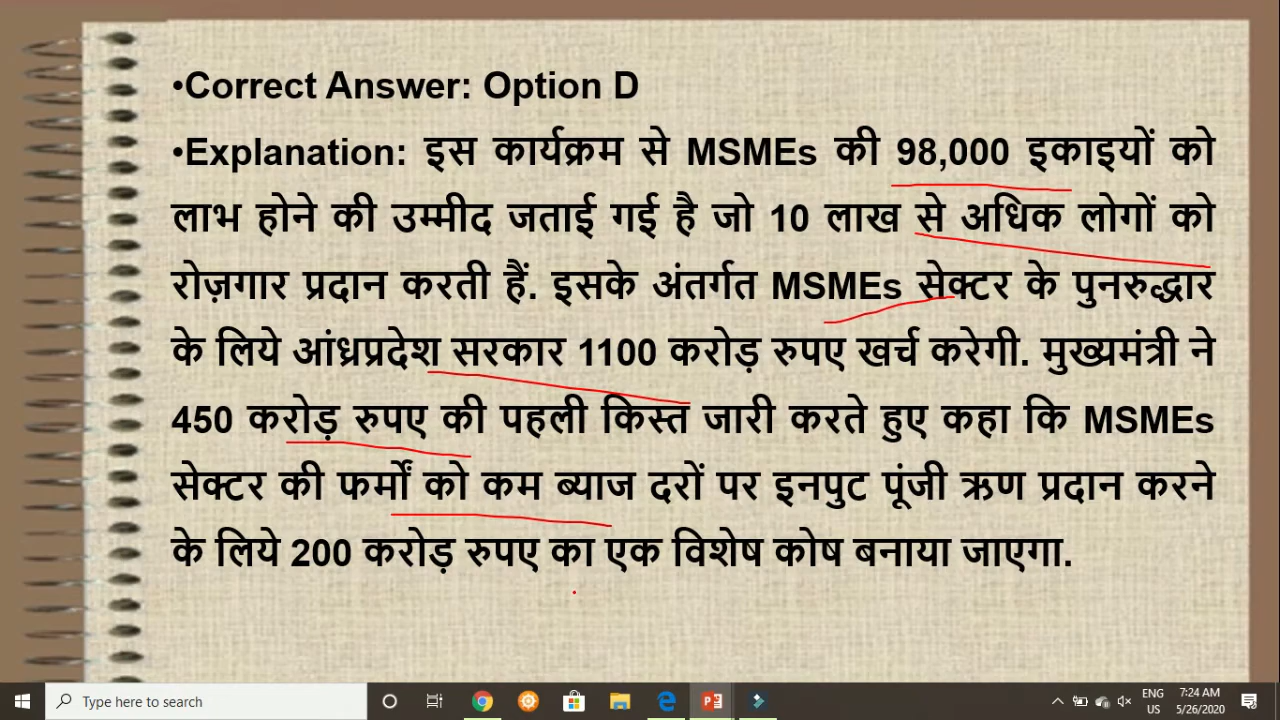 •Correct Answer: Option D
•Explanation: इस कार्यक्रम से MSMEs की 98,000 इकाइयों को
लाभ होने की उम्मीद जताई गई है जो 10 लाख से अधिक लोगों को
रोज़गार प्रदान करती हैं. इसके अंतर्गत MSMEs सेक्टर के पुनरुद्धार
के लिये आंध्रप्रदेश सरकार 1100 करोड़ रुपए खर्च करेगी. मुख्यमंत्री ने
450 करोड़ रुपए की पहली किस्त जारी करते हुए कहा कि MSMEs
सेक्टर की फर्मों को कम ब्याज दरों पर इनपुट पूंजी ऋण प्रदान करने
के लिये 200 करोड़ रुपए का एक विशेष कोष बनाया जाएगा.
Type here to search
ENG
US
7:24 AM
5/26/2020